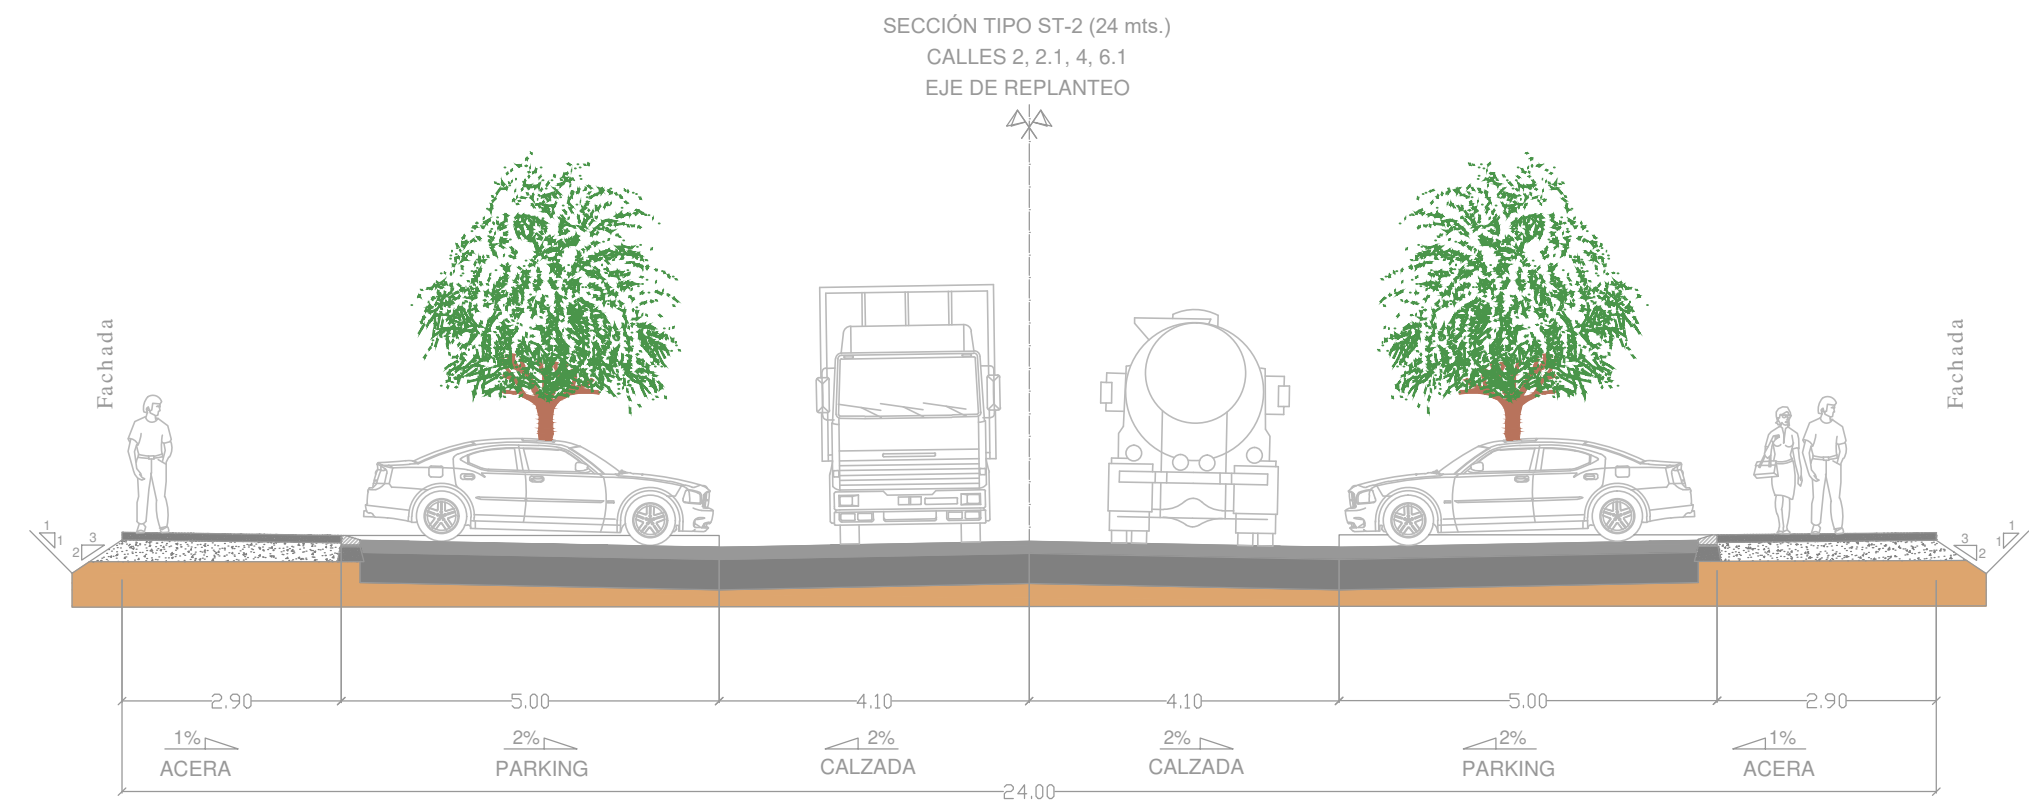 SECCIÓN TIPO ST-2 (24 mts.)
CALLES 2, 2.1, 4, 6.1
EJE DE REPLANTEO
Fachada
Fachada
1
1
3
2
3
2
1
1
2.90
5.00
4.10
4.10
5.00
2.90
1%
2%
2%
2%
2%
1%
ACERA
PARKING
CALZADA
CALZADA
PARKING
ACERA
24.00